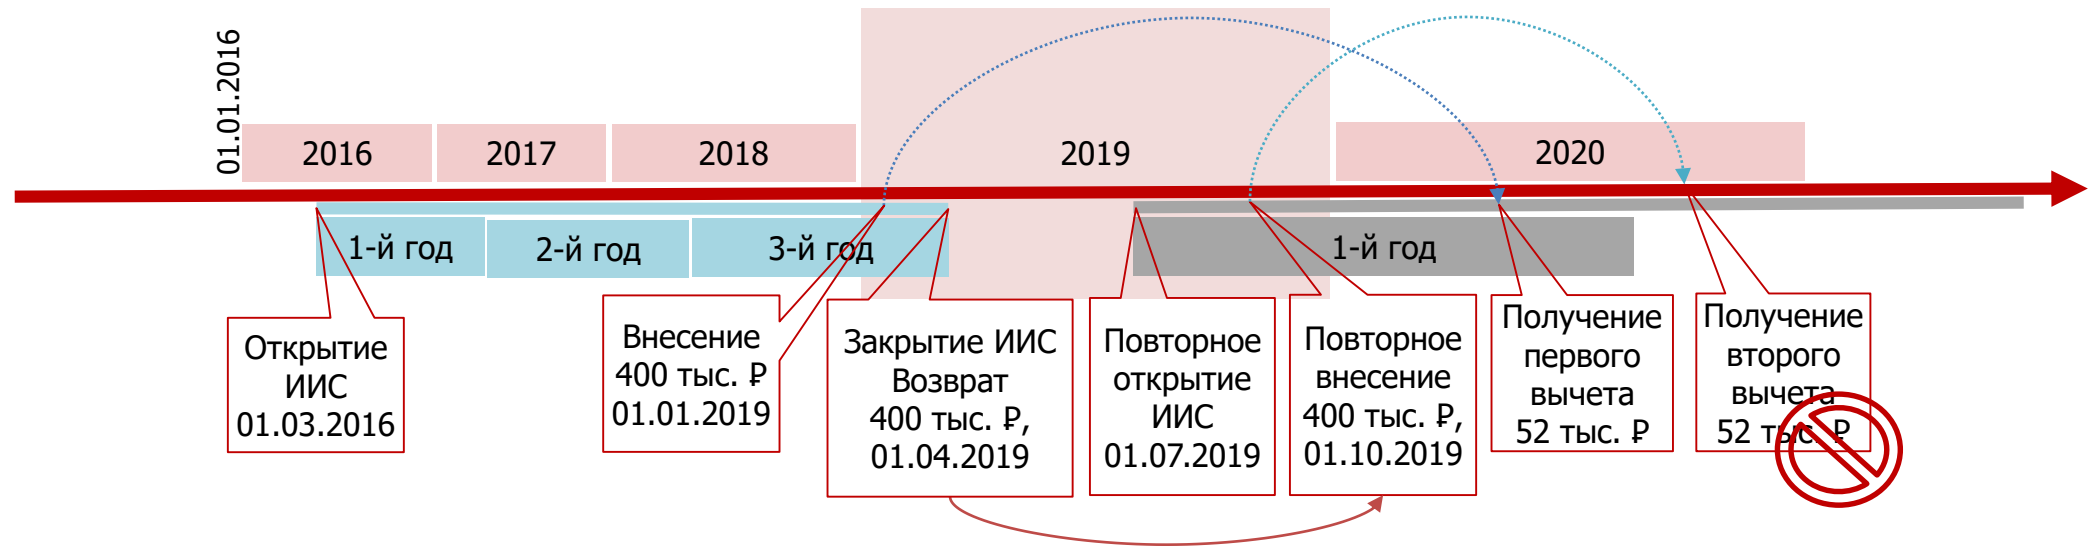 01.01.2016
2016
2017
2018
2019
2020
1-й год
2-й год
3-й год
1-й год
Открытие
ИИС
01.03.2016
Внесение
400 тыс. ₽
01.01.2019
Закрытие ИИС
Возврат
400 тыс. ₽,
01.04.2019
Повторное
открытие
ИИС
01.07.2019
Повторное
внесение
400 тыс. ₽,
01.10.2019
Получение
первого
вычета
52 тыс. ₽
Получение
второго
вычета
52 тыс. ₽